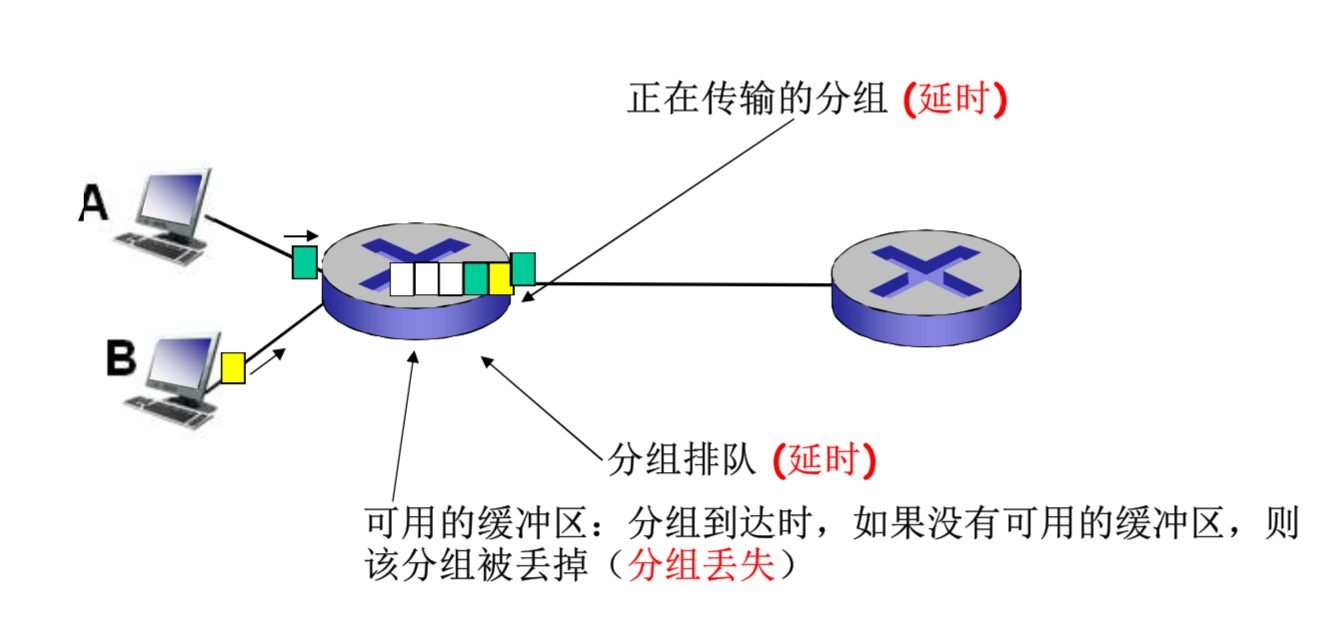 正在传输的分组 (延时)
A
B
分组排队 (延时)
可用的缓冲区：分组到达时，如果没有可用的缓冲区，则
该分组被丢掉（分组丢失）